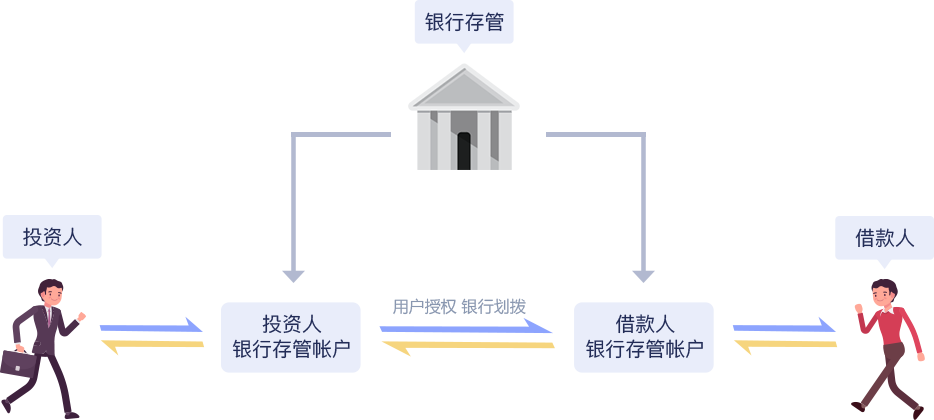 银行存管
投资人
借款人
用户授权 银行划拨
投资人
银行存管帐户
借款人
银行存管帐户